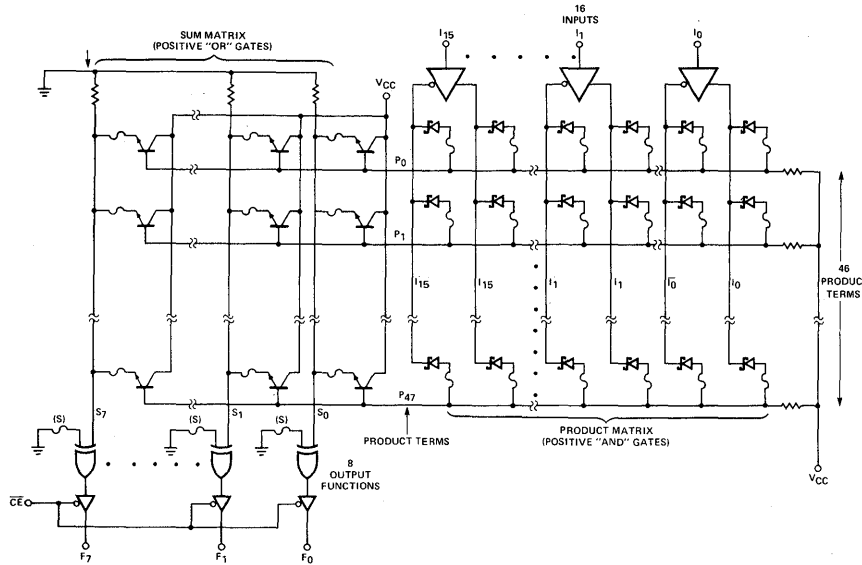 SUM MATRIX
(POSITIVE "OR" GATES)
16
INPUTS
I15
I1
I0
VCC
P0
P1
I15
I15
I1
I1
I0
I0
46
PRODUCT
TERMS
P47
S7
S1
S0
(S)
(S)
(S)
PRODUCT TERMS
PRODUCT MATRIX
(POSITIVE "AND" GATES)
8
OUTPUT
FUNCTIONS
VCC
CE
F7
F1
F0